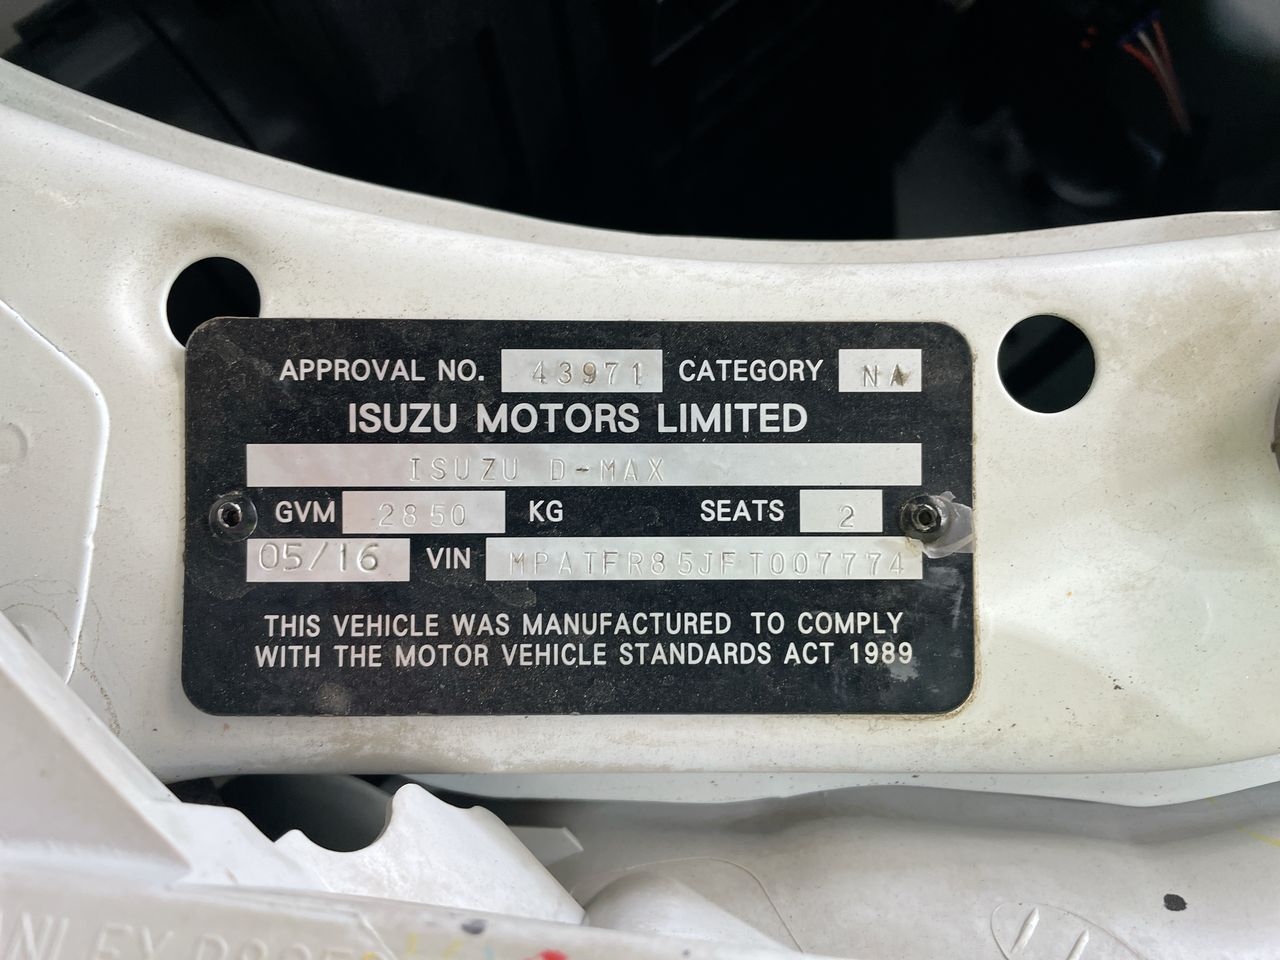 APPROVAL NO. 43971 CATEGORY NA
ISUZU MOTORS LIMITED
ISUZU D-MAX
GVM 2850 KG SEATS 2
05/16 VIN MPATFR85JFT007774
THIS VEHICLE WAS MANUFACTURED TO COMPLY
WITH THE MOTOR VEHICLE STANDARDS ACT 1989